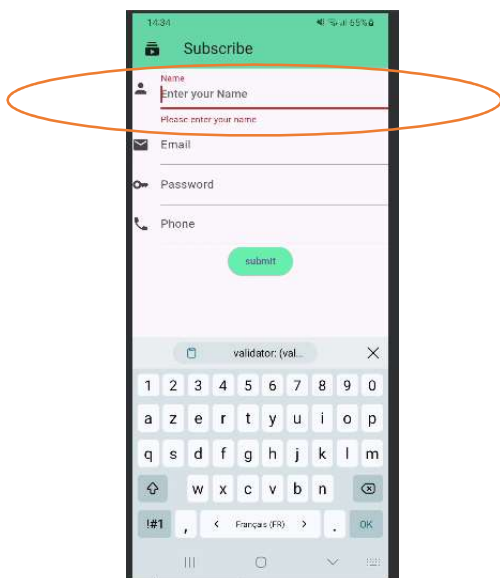 14:34 55%
Subscribe
Name
Enter your Name
Please enter your name
Email
Password
Phone
submit
validator: (val...
1 2 3 4 5 6 7 8 9 0
a z e r t y u i o p
q s d f g h j k l m
w x c v b n
!#1 , < Français (FR) > . OK